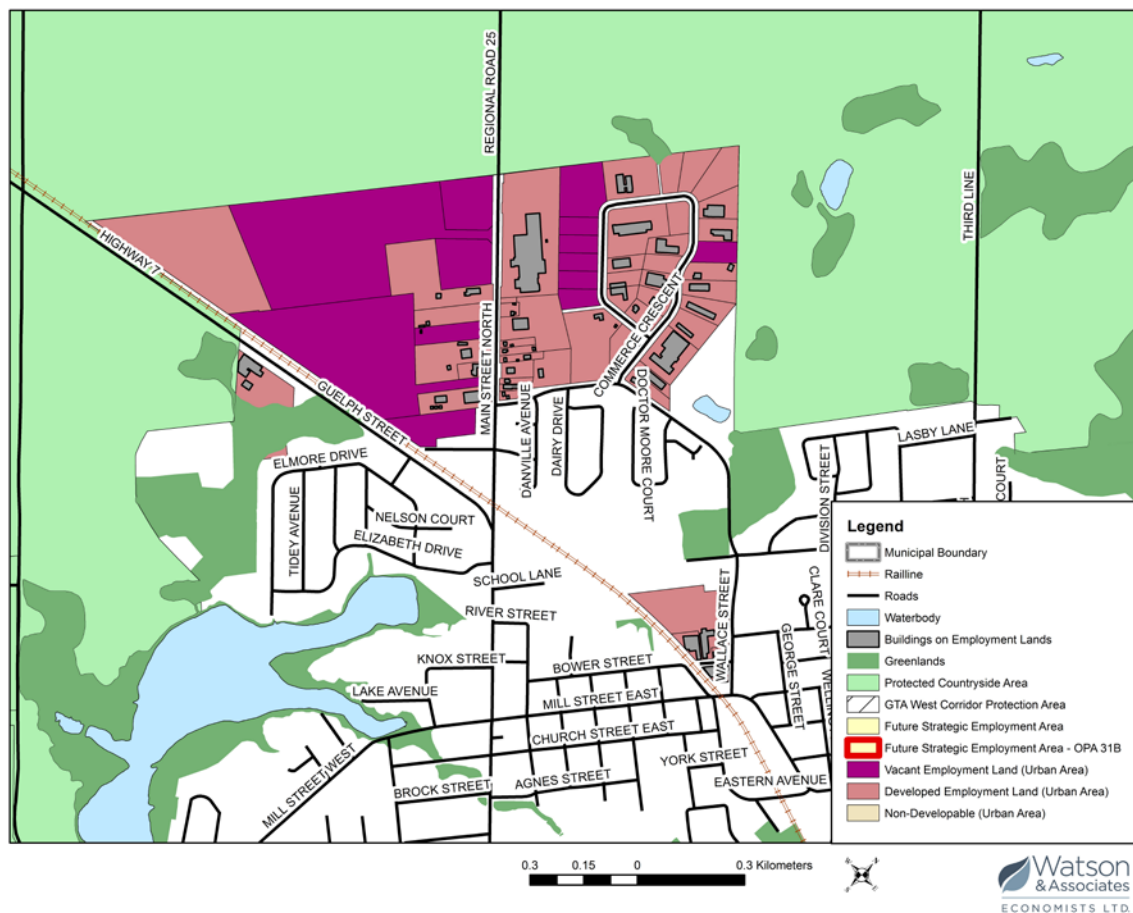 REGIONAL ROAD 25
THIRD LINE
HIGHWAY 7
GUELPH STREET
MAIN STREET NORTH
COMMERCE CRESCENT
DANVILLE AVENUE
DAIRY DRIVE
DOCTOR MOORE COURT
LASBY LANE
DIVISION STREET
COURT
ELMORE DRIVE
TIDEY AVENUE
NELSON COURT
ELIZABETH DRIVE
SCHOOL LANE
RIVER STREET
KNOX STREET
BOWER STREET
WALLACE STREET
CLARE COURT
GEORGE STREET
LAKE AVENUE
MILL STREET EAST
CHURCH STREET EAST
YORK STREET
MILL STREET WEST
BROCK STREET
AGNES STREET
EASTERN AVENUE
Legend
Municipal Boundary
Railline
Roads
Waterbody
Buildings on Employment Lands
Greenlands
Protected Countryside Area
GTA West Corridor Protection Area
Future Strategic Employment Area
Future Strategic Employment Area - OPA 31B
Vacant Employment Land (Urban Area)
Developed Employment Land (Urban Area)
Non-Developable (Urban Area)
0.3 0.15 0 0.3 Kilometers
Watson
& Associates
ECONOMISTS LTD.